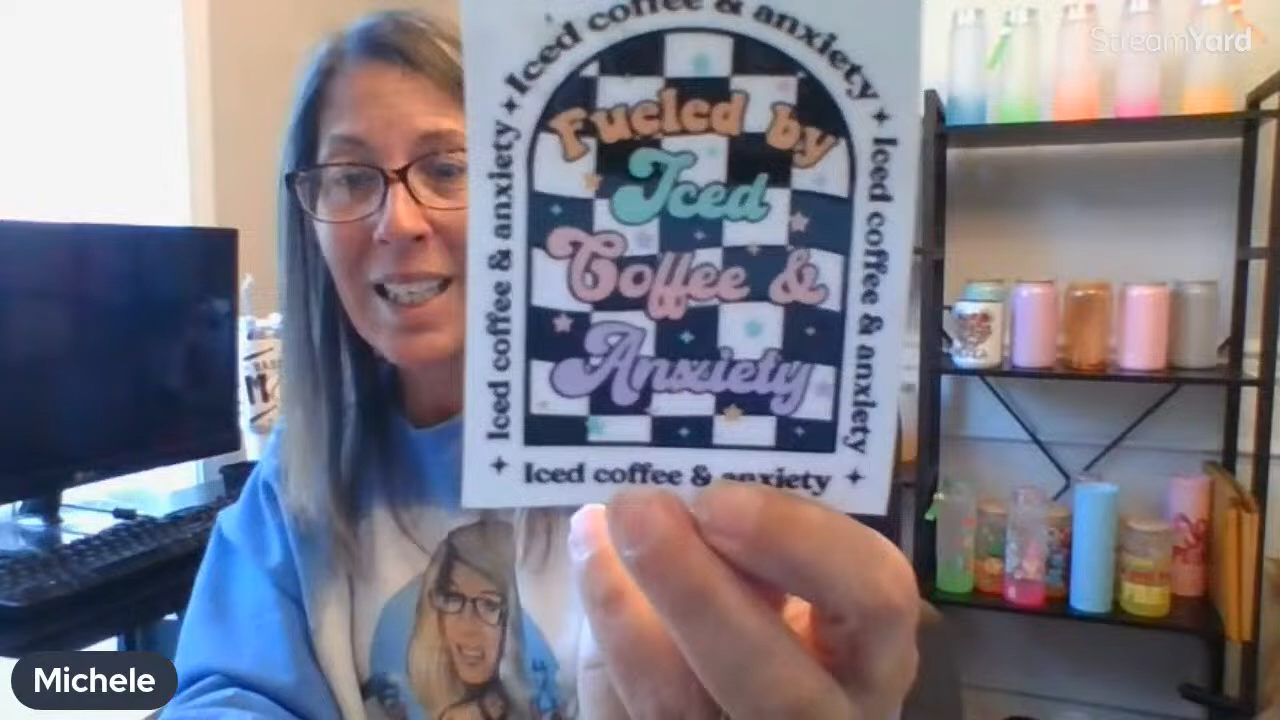 StreamYard
Iced coffee & anxiety
Iced coffee & anxiety
Iced coffee & anxiety
Fueled by
Iced
Coffee &
Anxiety
Iced coffee & anxiety
Michele